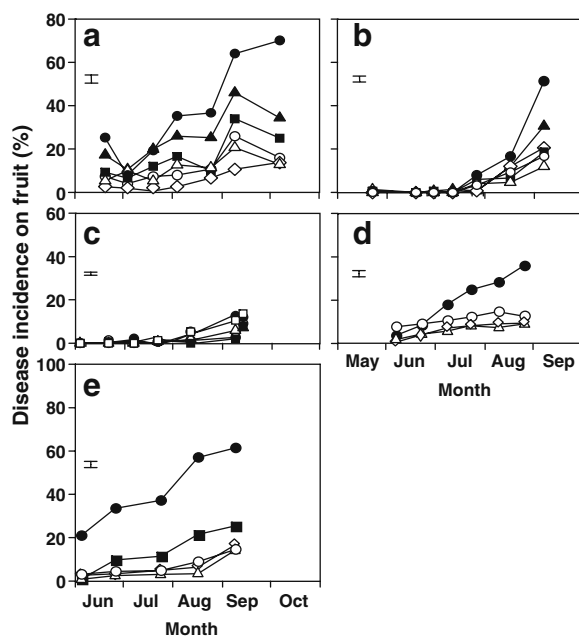 Disease incidence on fruit (%)
a
80
60
40
20
0
b
c
60
40
20
0
d
May Jun Jul Aug Sep
Month
e
100
80
60
40
20
0
Jun Jul Aug Sep Oct
Month